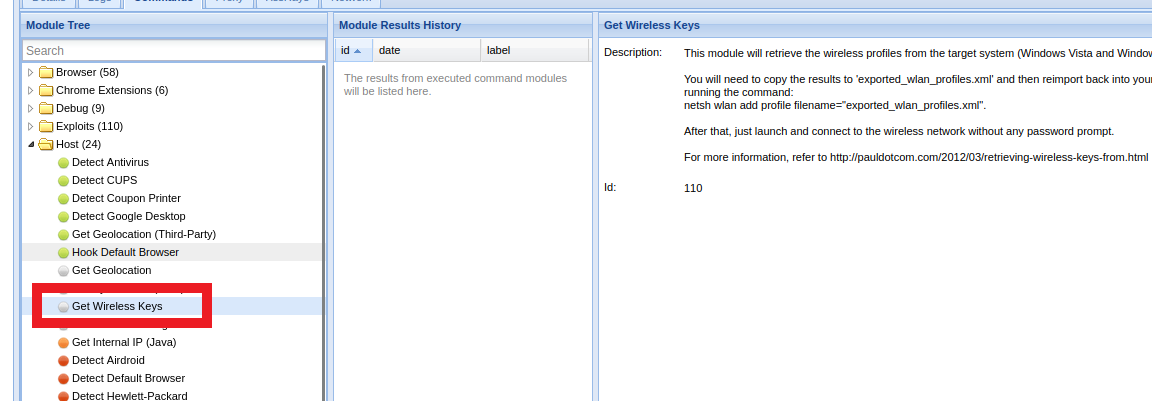 Details Logs Commands Proxy XssRays Network
Module Tree
Search
Browser (58)
Chrome Extensions (6)
Debug (9)
Exploits (110)
Host (24)
Detect Antivirus
Detect CUPS
Detect Coupon Printer
Detect Google Desktop
Get Geolocation (Third-Party)
Hook Default Browser
Get Geolocation
Get Wireless Keys
Get Internal IP (Java)
Detect Airdroid
Detect Default Browser
Detect Hewlett-Packard
Module Results History
id date label
The results from executed command modules
will be listed here.
Get Wireless Keys
Description: This module will retrieve the wireless profiles from the target system (Windows Vista and Window
You will need to copy the results to 'exported_wlan_profiles.xml' and then reimport back into your
running the command:
netsh wlan add profile filename="exported_wlan_profiles.xml".
After that, just launch and connect to the wireless network without any password prompt.
For more information, refer to http://pauldotcom.com/2012/03/retrieving-wireless-keys-from.html
Id: 110